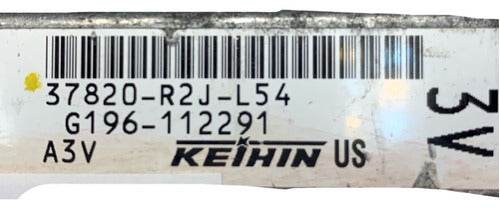 37820-R2J-L54
G196-112291
A3V KEIHIN US
3V